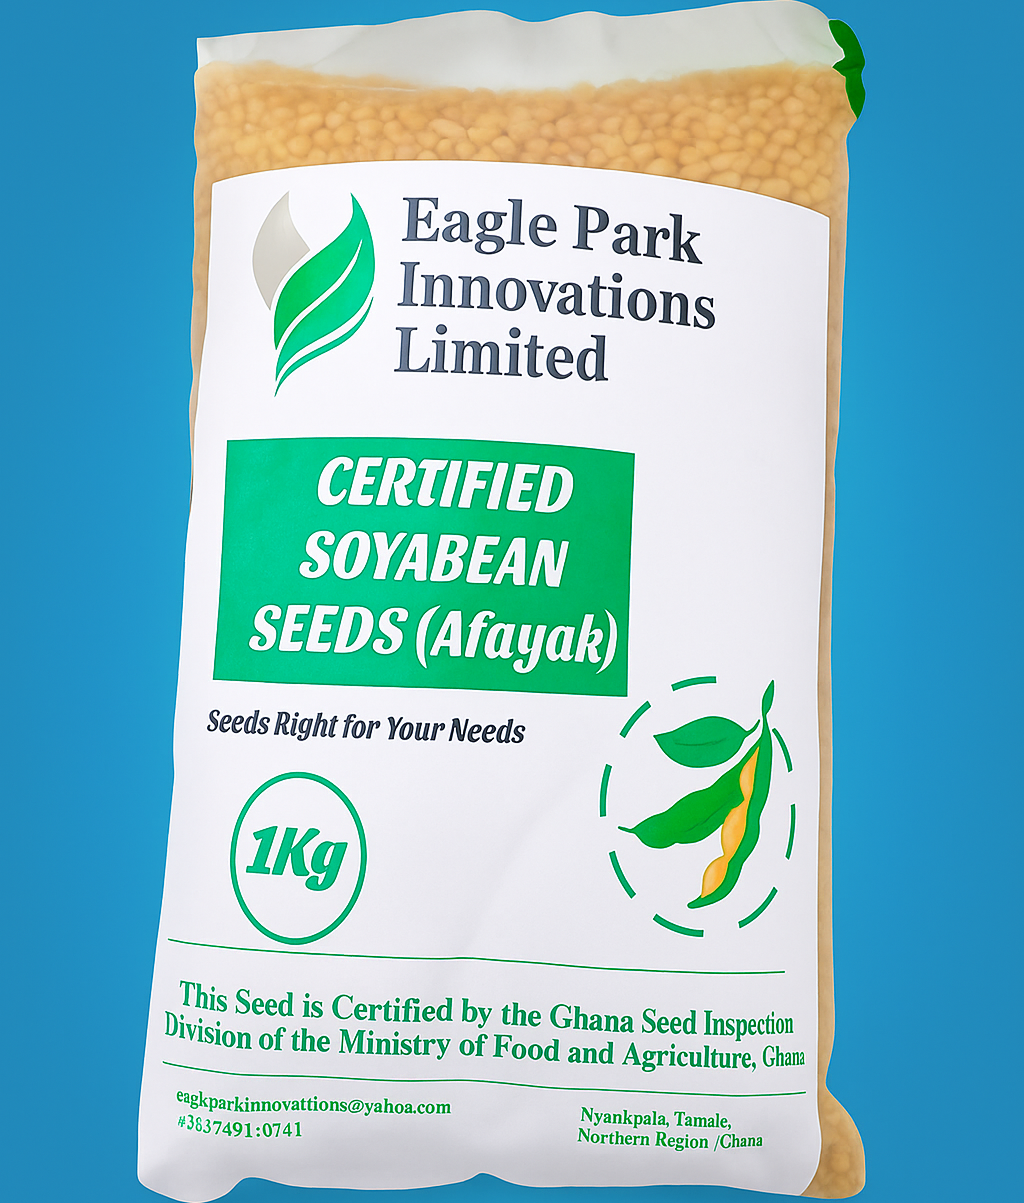 Eagle Park
Innovations
Limited
CERTIFIED
SOYABEAN
SEEDS (Afayak)
Seeds Right for Your Needs
1Kg
This Seed is Certified by the Ghana Seed Inspection
Division of the Ministry of Food and Agriculture, Ghana
eagkparkinnovattions@yahoa.com
#3837491:0741
Nyankpala, Tamale,
Northern Region /Chana